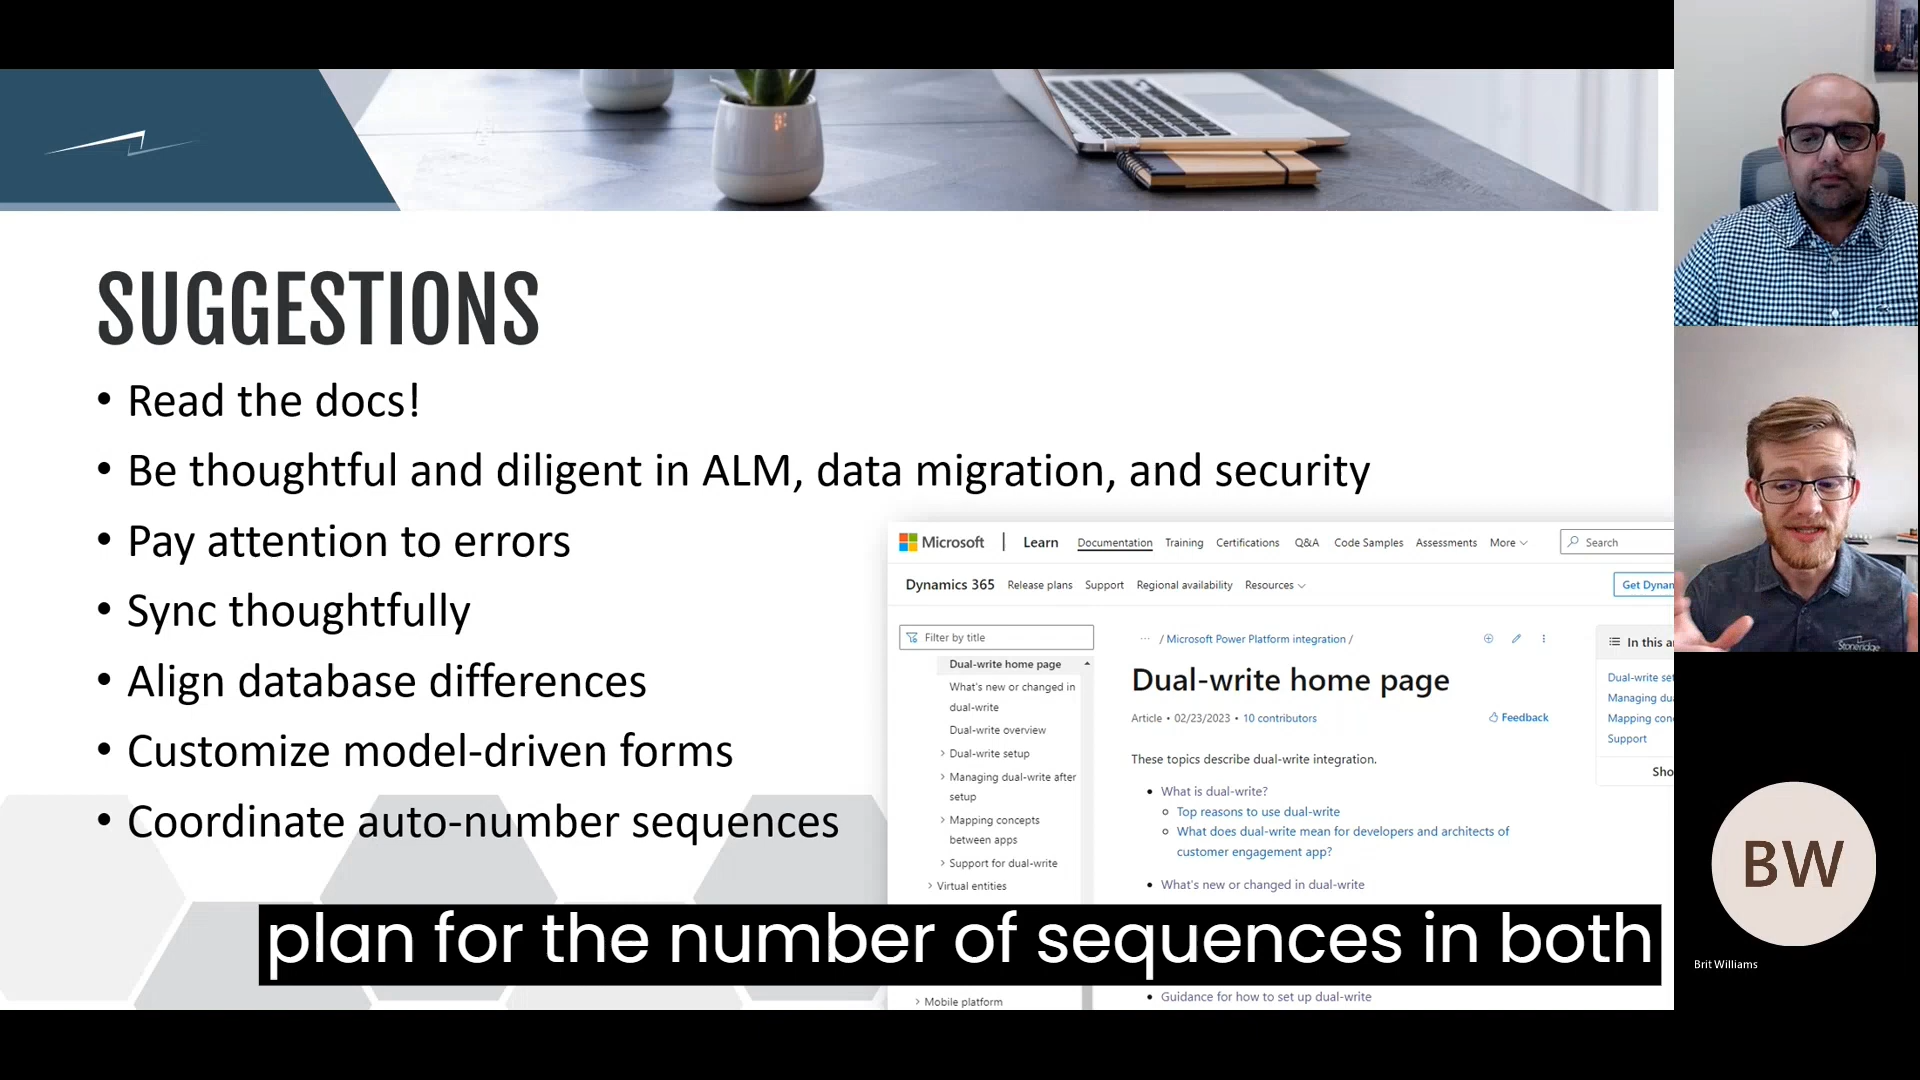 SUGGESTIONS
• Read the docs!
• Be thoughtful and diligent in ALM, data migration, and security
• Pay attention to errors
• Sync thoughtfully
• Align database differences
• Customize model-driven forms
• Coordinate auto-number sequences
Microsoft | Learn Documentation Training Certifications Q&A Code Samples Assessments More Search
Dynamics 365 Release plans Support Regional availability Resources Get Dynan
Filter by title
Dual-write home page
What's new or changed in
dual-write
Dual-write overview
Dual-write setup
Managing dual-write after
setup
Mapping concepts
between apps
Support for dual-write
Virtual entities
Mobile platform
... / Microsoft Power Platform integration /
Dual-write home page
Article • 02/23/2023 • 10 contributors
Feedback
These topics describe dual-write integration.
• What is dual-write?
Top reasons to use dual-write
What does dual-write mean for developers and architects of
customer engagement app?
• What's new or changed in dual-write
• Guidance for how to set up dual-write
In this a
Dual-write set
Managing dua
Mapping conc
Support
Sho
plan for the number of sequences in both
Stoneridge
BW
Brit Williams